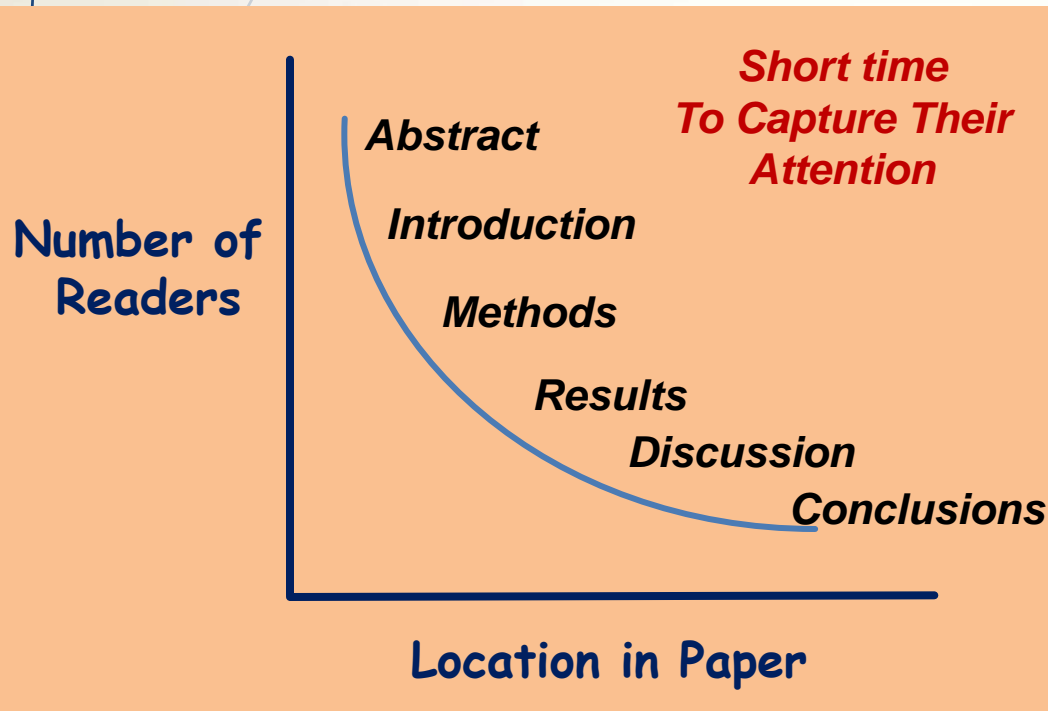 Short time
To Capture Their
Attention
Abstract
Introduction
Number of
Readers
Methods
Results
Discussion
Conclusions
Location in Paper